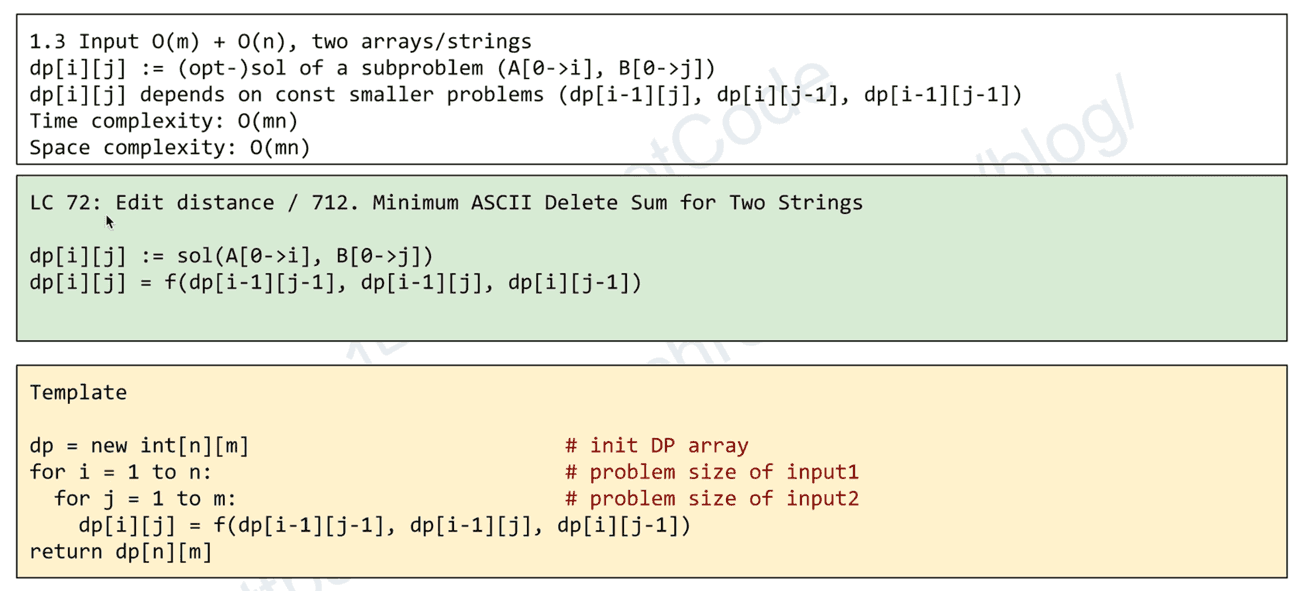 1.3 Input O(m) + O(n), two arrays/strings
dp[i][j] := (opt-)sol of a subproblem (A[0->i], B[0->j])
dp[i][j] depends on const smaller problems (dp[i-1][j], dp[i][j-1], dp[i-1][j-1])
Time complexity: O(mn)
Space complexity: O(mn)
LC 72: Edit distance / 712. Minimum ASCII Delete Sum for Two Strings
dp[i][j] := sol(A[0->i], B[0->j])
dp[i][j] = f(dp[i-1][j-1], dp[i-1][j], dp[i][j-1])
Template
dp = new int[n][m] # init DP array
for i = 1 to n: # problem size of input1
for j = 1 to m: # problem size of input2
dp[i][j] = f(dp[i-1][j-1], dp[i-1][j], dp[i][j-1])
return dp[n][m]